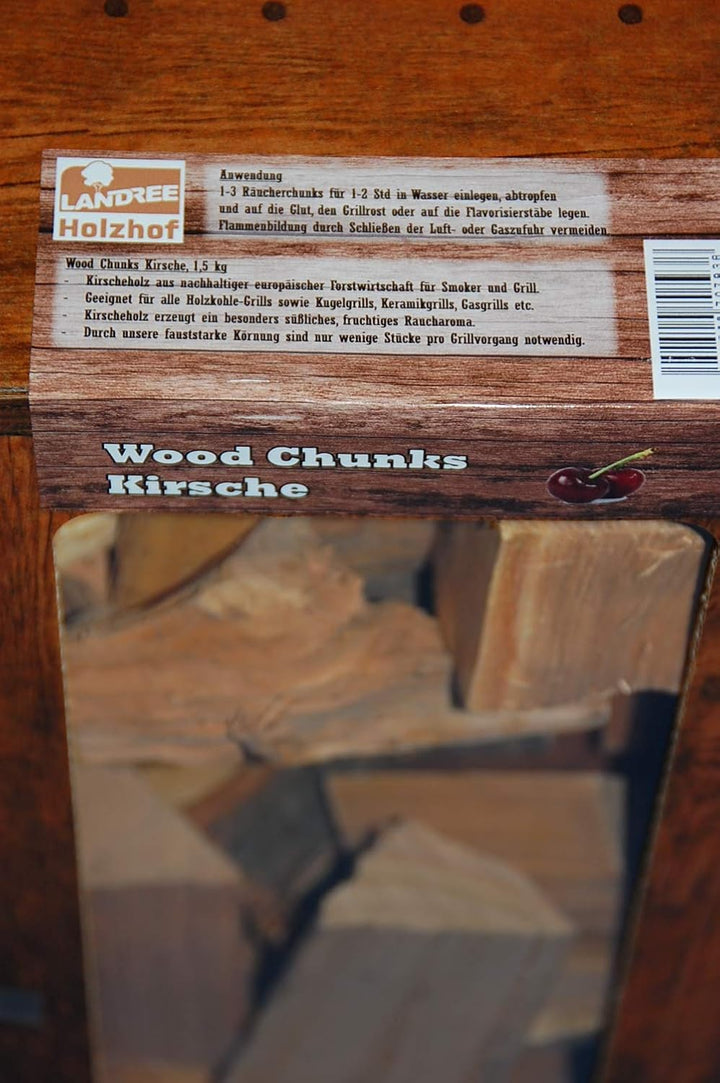 LANDREE
Holzhof
Anwendung
1-3 Räucherchunks für 1-2 Std in Wasser einlegen, abtropfen
und auf die Glut, den Grillrost oder auf die Flavorisierstäbe legen.
Flammenbildung durch Schließen der Luft- oder Gaszufuhr vermeiden
Wood Chunks Kirsche, 1,5 kg
- Kirscheholz aus nachhaltiger europäischer Forstwirtschaft für Smoker und Grill.
- Geeignet für alle Holzkohle-Grills sowie Kugelgrills, Keramikgrills, Gasgrills etc.
- Kirscheholz erzeugt ein besonders süßliches, fruchtiges Raucharoma.
- Durch unsere fauststarke Körnung sind nur wenige Stücke pro Grillvorgang notwendig.
Wood Chunks
Kirsche